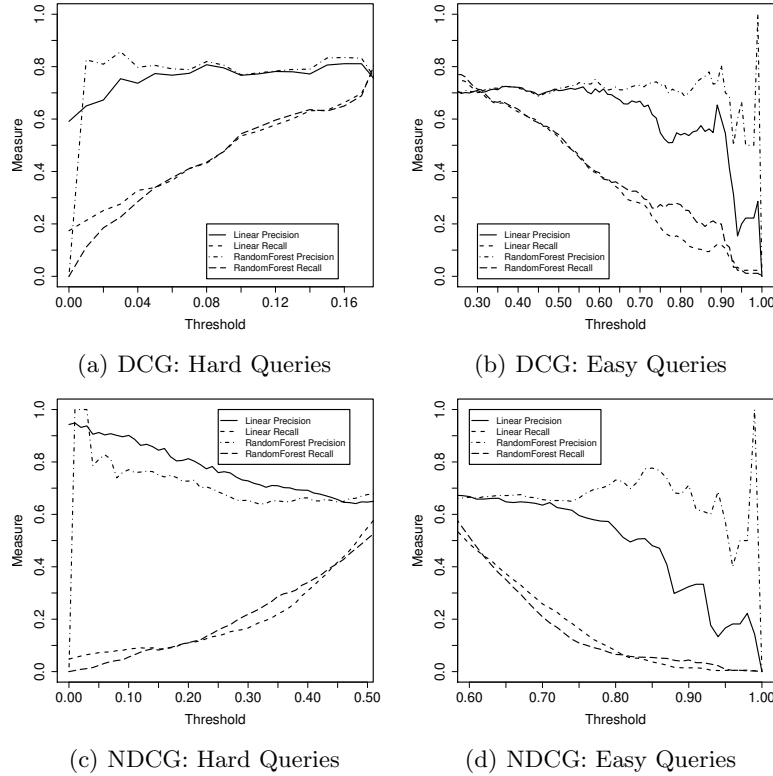 Measure
0.0 0.2 0.4 0.6 0.8 1.0
0.00 0.04 0.08 0.12 0.16
Threshold
Linear Precision
Linear Recall
RandomForest Precision
RandomForest Recall
(a) DCG: Hard Queries
Measure
0.0 0.2 0.4 0.6 0.8 1.0
0.30 0.40 0.50 0.60 0.70 0.80 0.90 1.00
Threshold
Linear Precision
Linear Recall
RandomForest Precision
RandomForest Recall
(b) DCG: Easy Queries
Measure
0.0 0.2 0.4 0.6 0.8 1.0
0.00 0.10 0.20 0.30 0.40 0.50
Threshold
Linear Precision
Linear Recall
RandomForest Precision
RandomForest Recall
(c) NDCG: Hard Queries
Measure
0.0 0.2 0.4 0.6 0.8 1.0
0.60 0.70 0.80 0.90 1.00
Threshold
Linear Precision
Linear Recall
RandomForest Precision
RandomForest Recall
(d) NDCG: Easy Queries